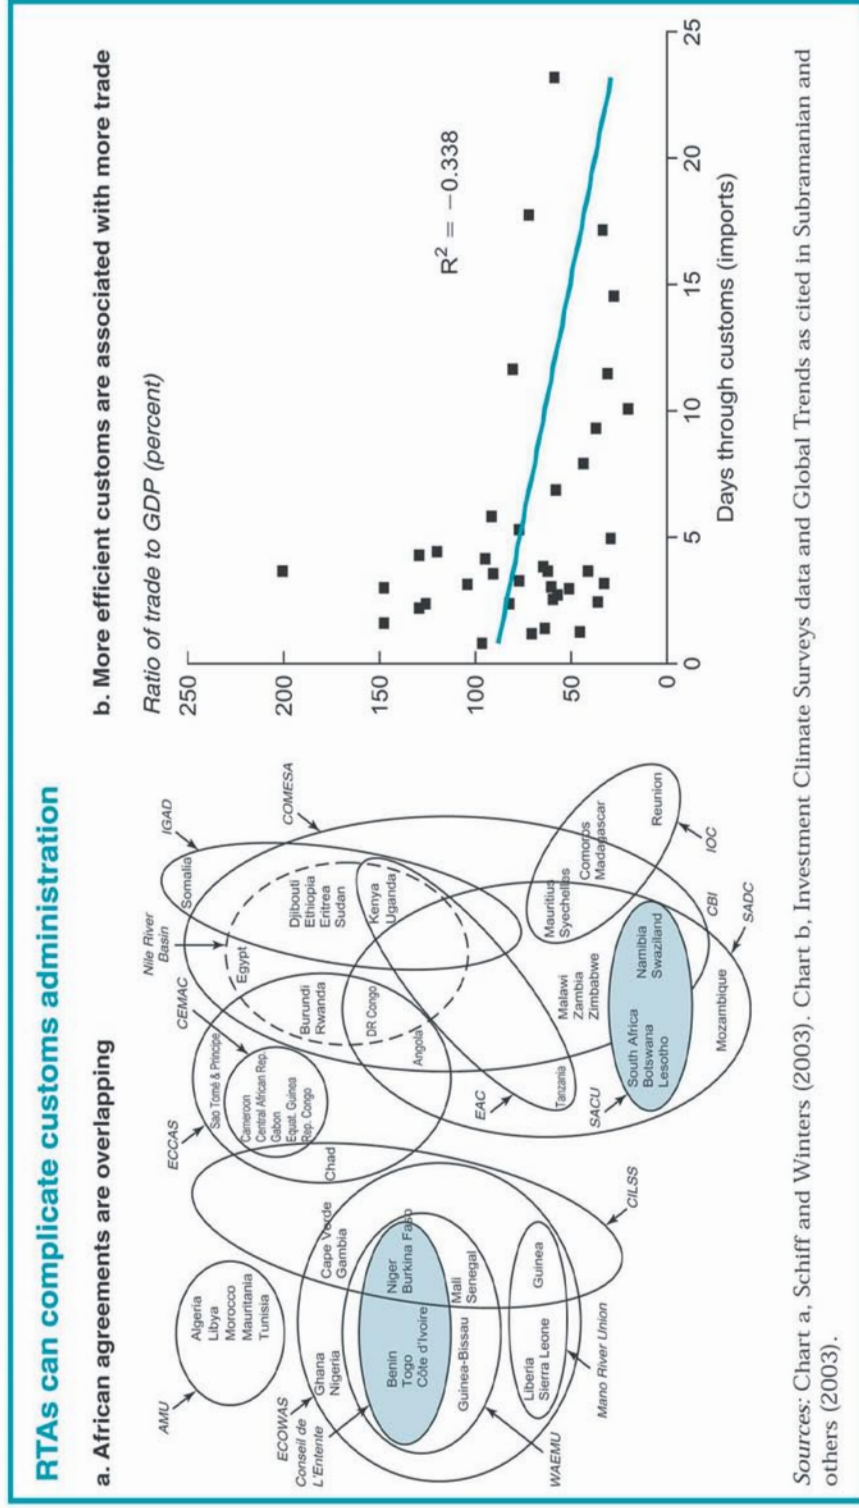 RTAs can complicate customs administration
a. African agreements are overlapping
AMU
Algeria
Libya
Morocco
Mauritania
Tunisia
ECOWAS
Conseil de
L'Entente
Ghana
Nigeria
Cape Verde
Gambia
Benin
Togo
Côte d'Ivoire
Niger
Burkina Faso
Guinea-Bissau
Mali
Senegal
WAEMU
Liberia
Sierra Leone
Guinea
Mano River Union
CILSS
ECCAS
Sao Tomé & Principe
CEMAC
Cameroon
Central African Rep.
Gabon
Equat. Guinea
Rep. Congo
Chad
Nile River
Basin
IGAD
Somalia
COMESA
Egypt
Djibouti
Ethiopia
Eritrea
Sudan
Burundi
Rwanda
Kenya
Uganda
DR Congo
Angola
EAC
Tanzania
Malawi
Zambia
Zimbabwe
Mauritius
Syechelles
Comoros
Madagascar
Reunion
IOC
SACU
South Africa
Botswana
Lesotho
Namibia
Swaziland
CBI
SADC
Mozambique
b. More efficient customs are associated with more trade
Ratio of trade to GDP (percent)
250
200
150
100
50
0
R² = −0.338
0 5 10 15 20 25
Days through customs (imports)
Sources: Chart a, Schiff and Winters (2003). Chart b, Investment Climate Surveys data and Global Trends as cited in Subramanian and
others (2003).